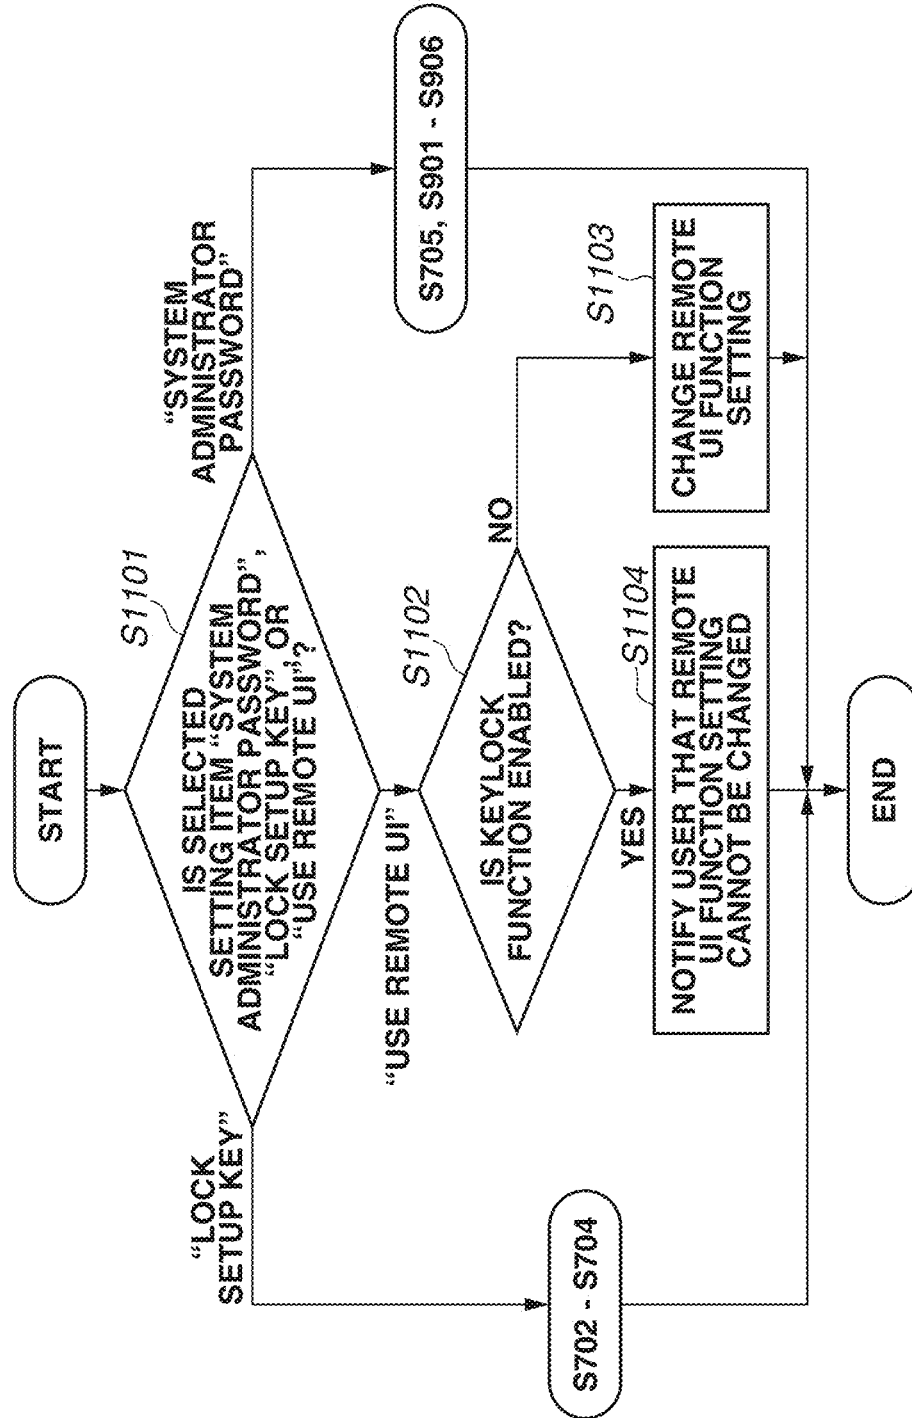 START
S1101
IS SELECTED
SETTING ITEM “SYSTEM
ADMINISTRATOR PASSWORD”,
“LOCK SETUP KEY”, OR
“USE REMOTE UI”?
“LOCK
SETUP KEY”
“SYSTEM
ADMINISTRATOR
PASSWORD”
“USE REMOTE UI”
S1102
IS KEYLOCK
FUNCTION ENABLED?
NO
YES
S705, S901 - S906
S702 - S704
S1104
NOTIFY USER THAT REMOTE
UI FUNCTION SETTING
CANNOT BE CHANGED
S1103
CHANGE REMOTE
UI FUNCTION
SETTING
END